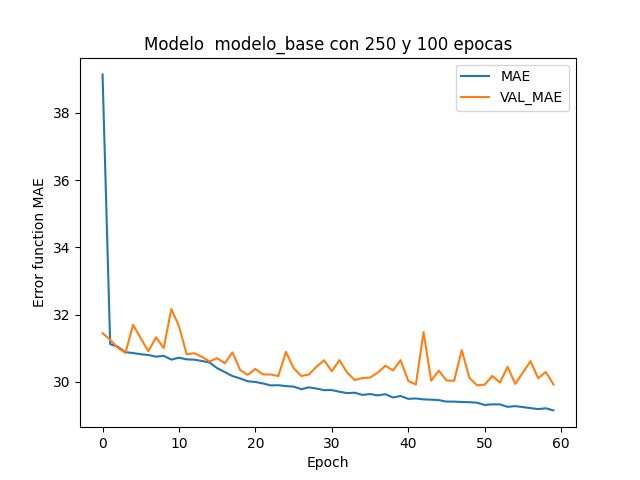 Modelo  modelo_base con 250 y 100 epocas
MAE
VAL_MAE
Error function MAE
38
36
34
32
30
0 10 20 30 40 50 60
Epoch